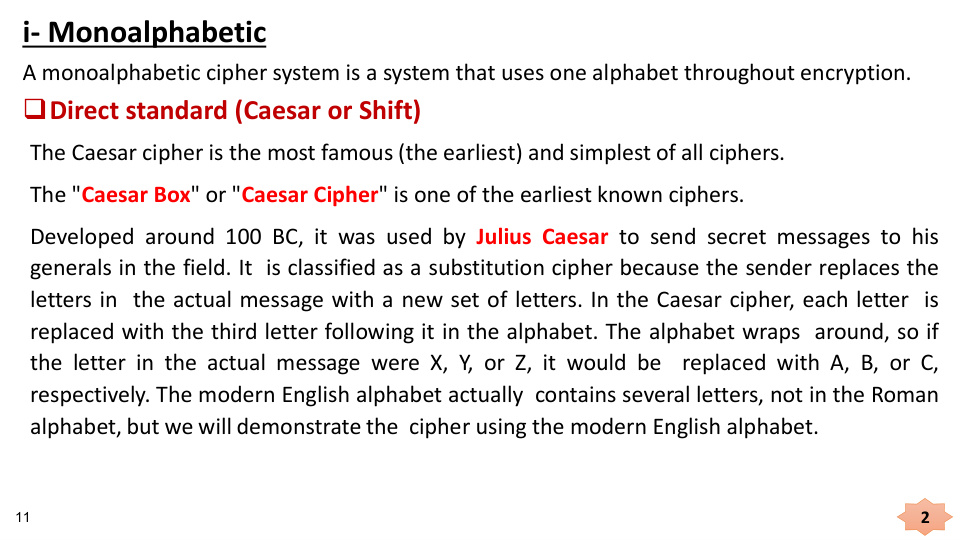 i- Monoalphabetic
A monoalphabetic cipher system is a system that uses one alphabet throughout encryption.
❑Direct standard (Caesar or Shift)
The Caesar cipher is the most famous (the earliest) and simplest of all ciphers.
The "Caesar Box" or "Caesar Cipher" is one of the earliest known ciphers.
Developed around 100 BC, it was used by Julius Caesar to send secret messages to his
generals in the field. It is classified as a substitution cipher because the sender replaces the
letters in the actual message with a new set of letters. In the Caesar cipher, each letter is
replaced with the third letter following it in the alphabet. The alphabet wraps around, so if
the letter in the actual message were X, Y, or Z, it would be replaced with A, B, or C,
respectively. The modern English alphabet actually contains several letters, not in the Roman
alphabet, but we will demonstrate the cipher using the modern English alphabet.
11
2